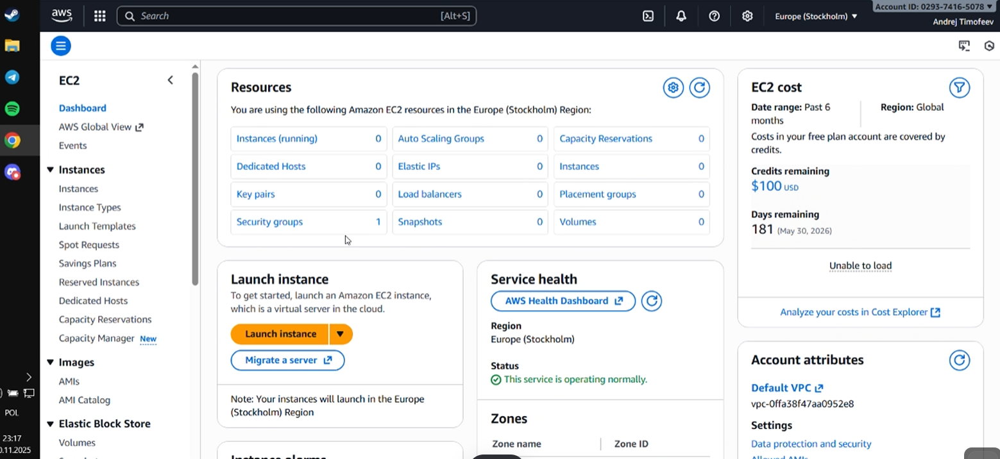 aws
Search
[Alt+S]
Europe (Stockholm)
Account ID: 0293-7416-5078
Andrej Timofeev
EC2
Dashboard
AWS Global View
Events
Instances
Instances
Instance Types
Launch Templates
Spot Requests
Savings Plans
Reserved Instances
Dedicated Hosts
Capacity Reservations
Capacity Manager New
Images
AMIs
AMI Catalog
Elastic Block Store
Volumes
Resources
You are using the following Amazon EC2 resources in the Europe (Stockholm) Region:
Instances (running) 0 Auto Scaling Groups 0 Capacity Reservations 0
Dedicated Hosts 0 Elastic IPs 0 Instances 0
Key pairs 0 Load balancers 0 Placement groups 0
Security groups 1 Snapshots 0 Volumes 0
Launch instance
To get started, launch an Amazon EC2 instance,
which is a virtual server in the cloud.
Launch instance
Migrate a server
Note: Your instances will launch in the Europe
(Stockholm) Region
Service health
AWS Health Dashboard
Region
Europe (Stockholm)
Status
This service is operating normally.
Zones
Zone name Zone ID
EC2 cost
Date range: Past 6
months
Region: Global
Costs in your free plan account are covered by
credits.
Credits remaining
$100 USD
Days remaining
181 (May 30, 2026)
Unable to load
Analyze your costs in Cost Explorer
Account attributes
Default VPC
vpc-0ffa38f47aa0952e8
Settings
Data protection and security
POL
23:17
0.11.2025